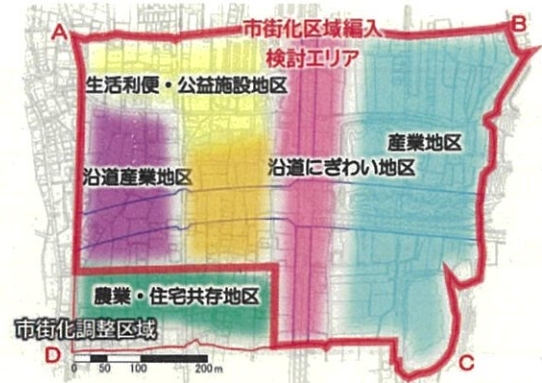 A
B
市街化区域編入
検討エリア
生活利便・公益施設地区
産業地区
沿道産業地区
沿道にぎわい地区
農業・住宅共存地区
市街化調整区域
D
C
0 50 100 200 m